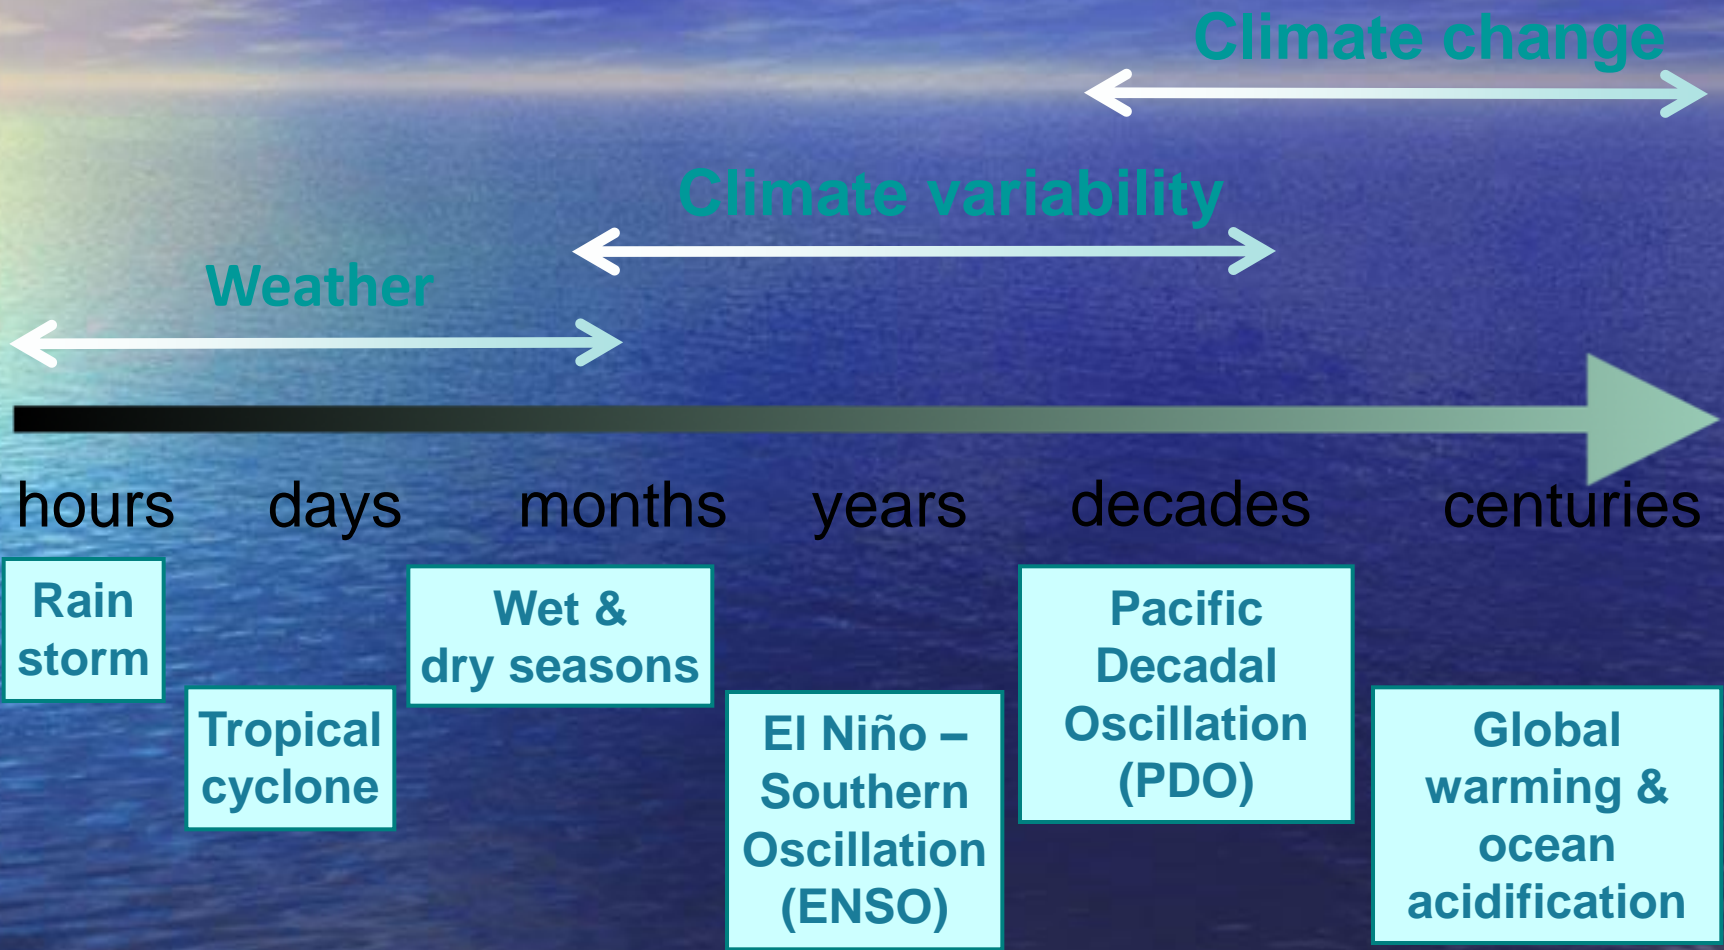 Climate change
Climate variability
Weather
hours days months years decades centuries
Rain
storm
Tropical
cyclone
Wet &
dry seasons
El Niño –
Southern
Oscillation
(ENSO)
Pacific
Decadal
Oscillation
(PDO)
Global
warming &
ocean
acidification